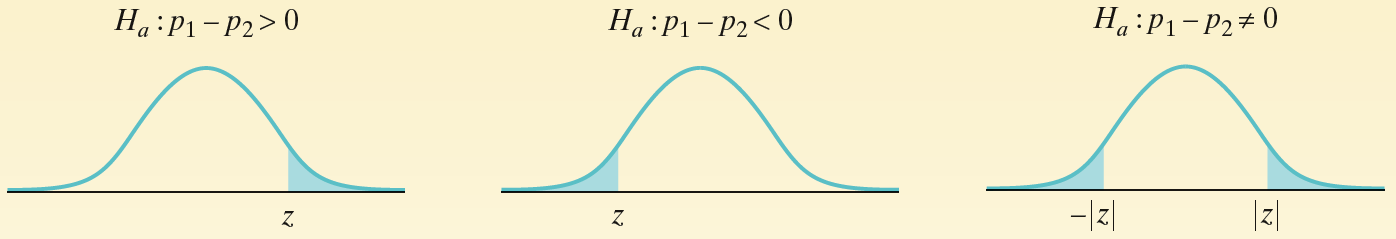 Hₐ : p₁ − p₂ > 0
Hₐ : p₁ − p₂ < 0
Hₐ : p₁ − p₂ ≠ 0
z
z
−|z|
|z|